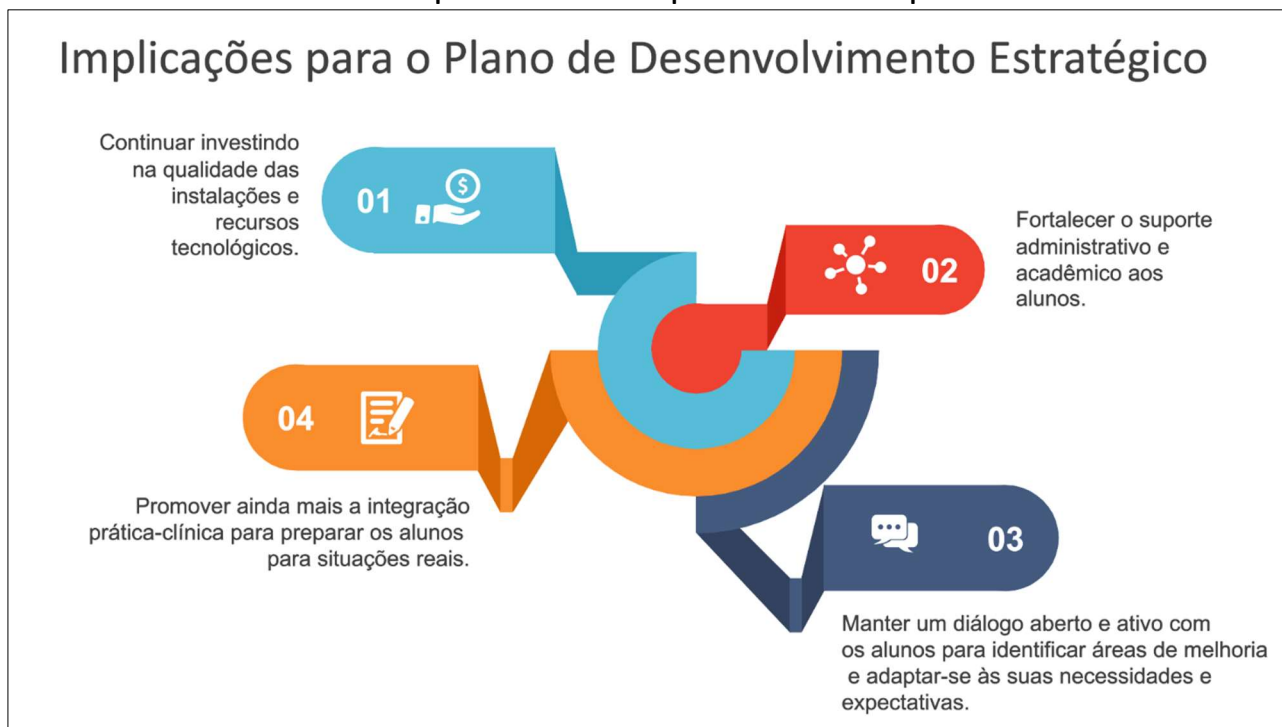 Implicações para o Plano de Desenvolvimento Estratégico
Continuar investindo
na qualidade das
instalações e
recursos
tecnológicos.
01
02
Fortalecer o suporte
administrativo e
acadêmico aos
alunos.
04
Promover ainda mais a integração
prática-clínica para preparar os alunos
para situações reais.
03
Manter um diálogo aberto e ativo com
os alunos para identificar áreas de melhoria
e adaptar-se às suas necessidades e
expectativas.